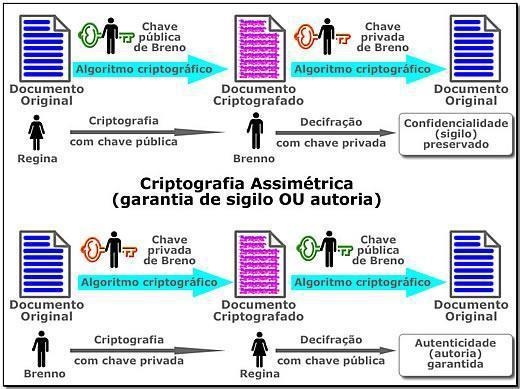 Chave
pública
de Breno
Chave
privada
de Breno
Algoritmo criptográfico
Algoritmo criptográfico
Documento
Original
Documento
Criptografado
Documento
Original
Criptografia
com chave pública
Decifração
com chave privada
Confidencialidade
(sigilo)
preservado
Regina
Brenno
Criptografia Assimétrica
(garantia de sigilo OU autoria)
Chave
privada
de Breno
Chave
pública
de Breno
Algoritmo criptográfico
Algoritmo criptográfico
Documento
Original
Documento
Criptografado
Documento
Original
Criptografia
com chave privada
Decifração
com chave pública
Autenticidade
(autoria)
garantida
Brenno
Regina